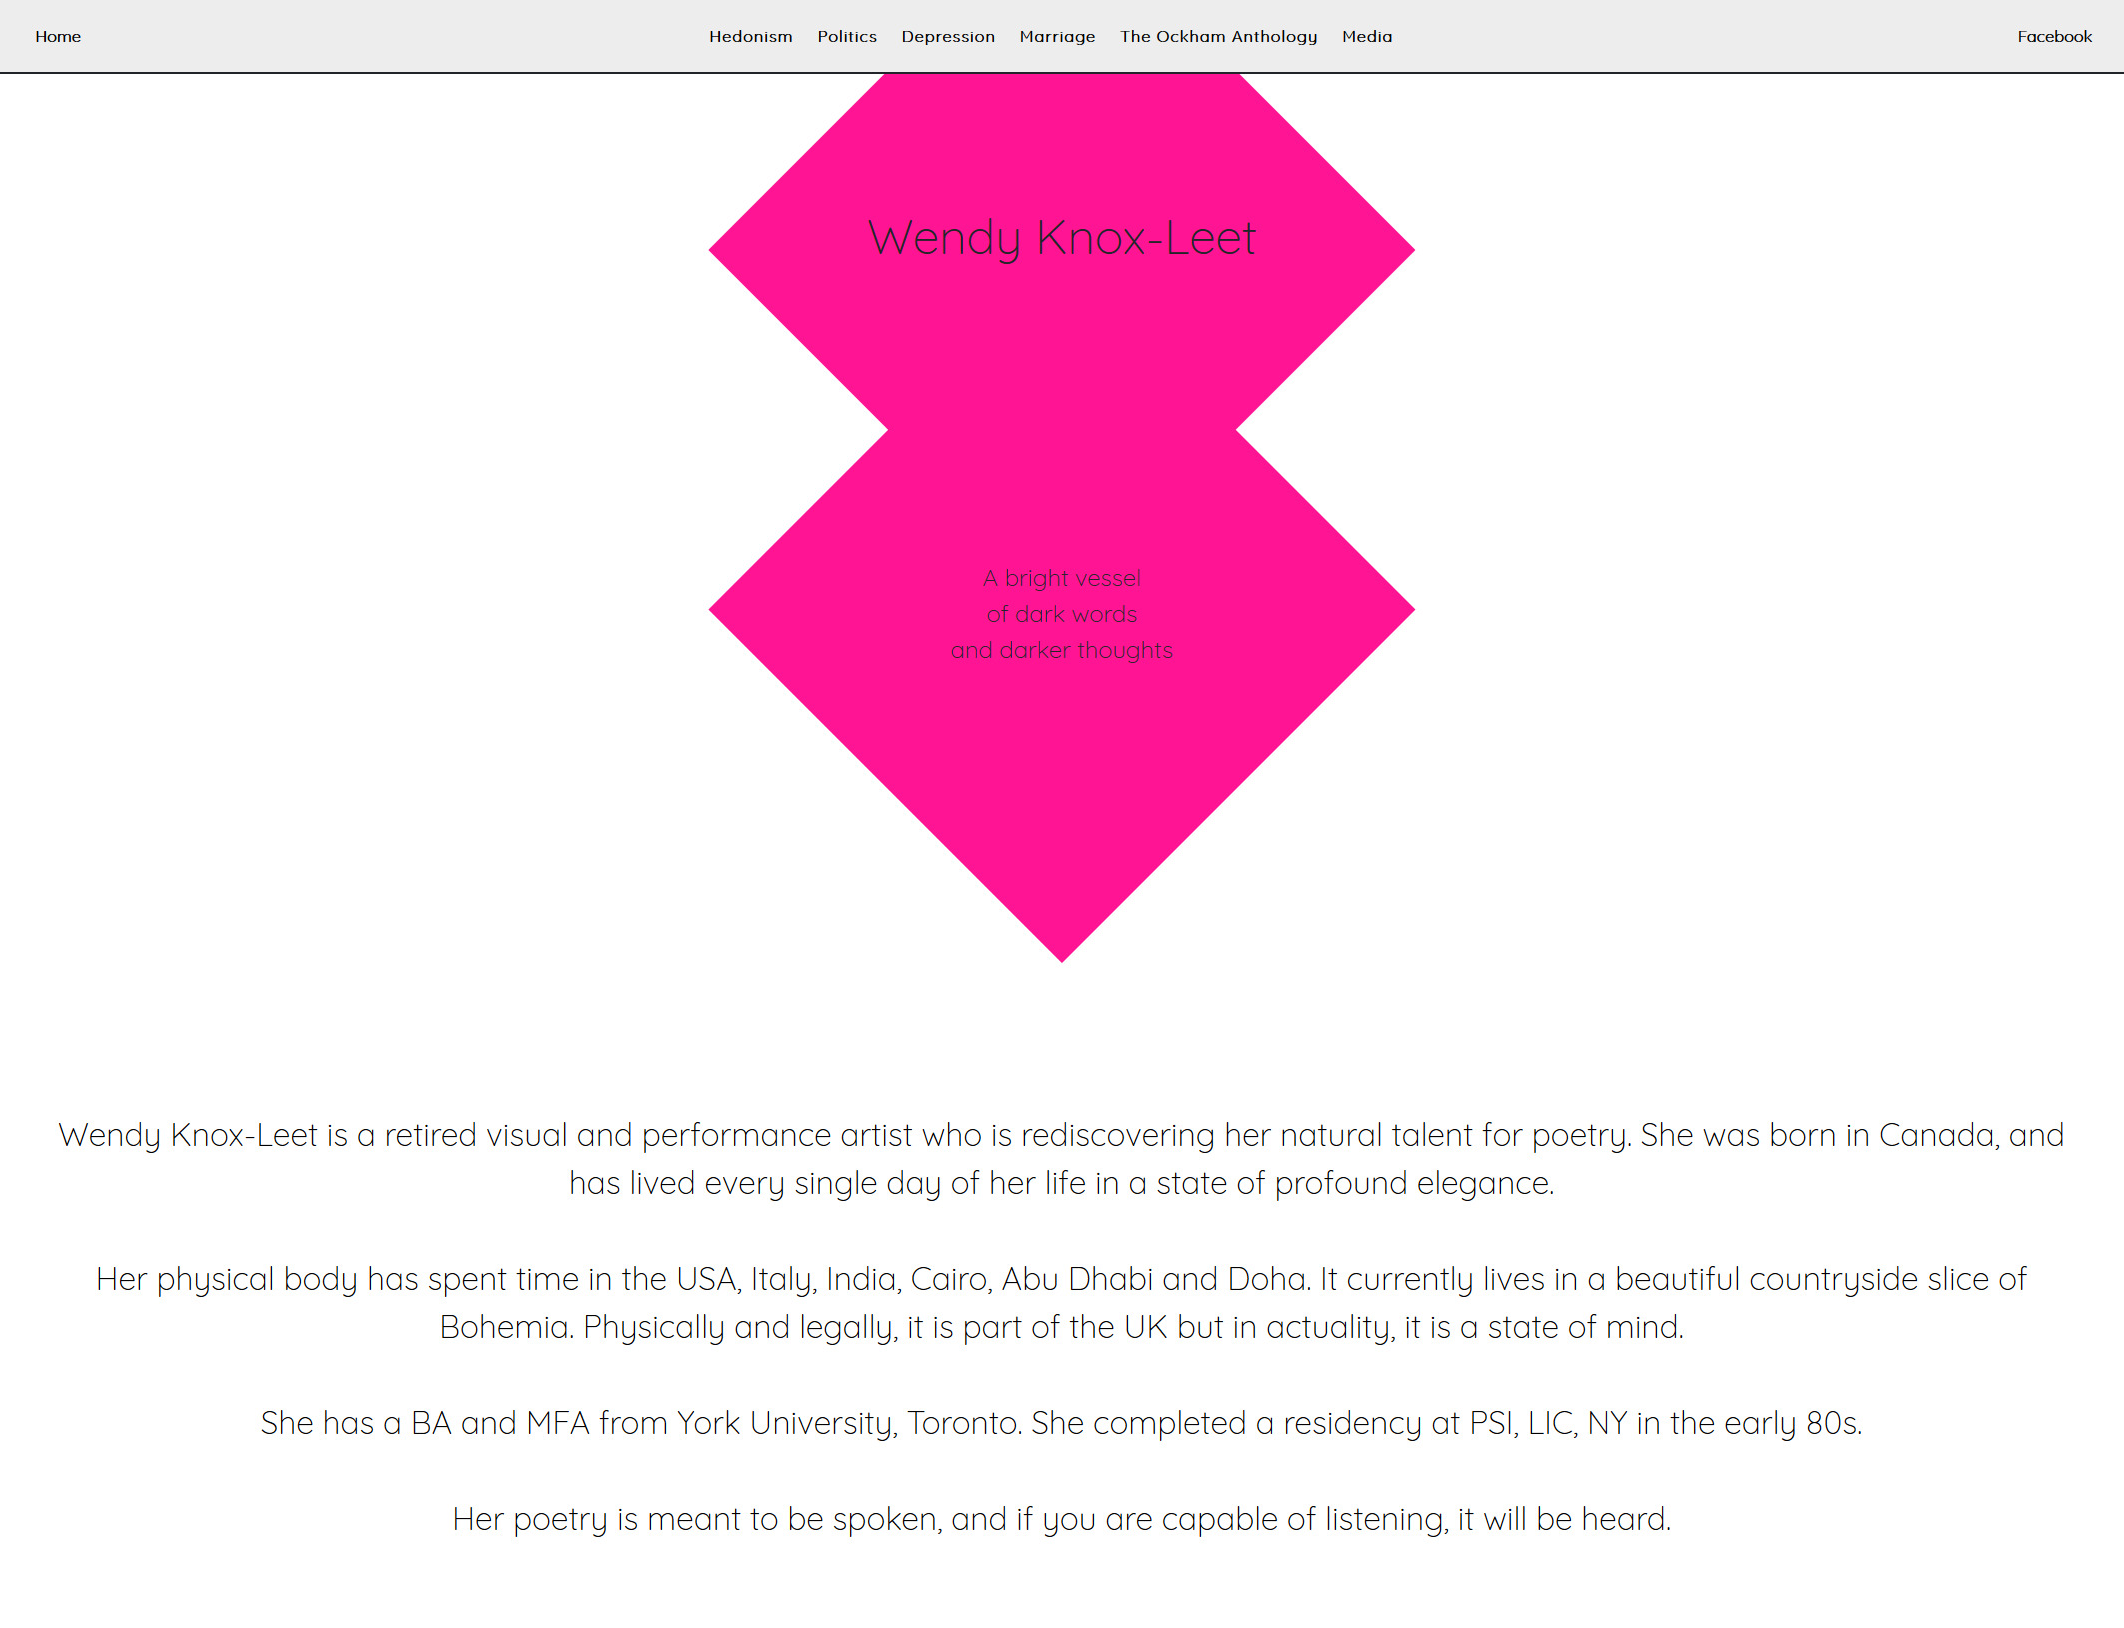 Home
Hedonism Politics Depression Marriage The Ockham Anthology Media
Facebook
Wendy Knox-Leet
A bright vessel
of dark words
and darker thoughts
Wendy Knox-Leet is a retired visual and performance artist who is rediscovering her natural talent for poetry. She was born in Canada, and
has lived every single day of her life in a state of profound elegance.
Her physical body has spent time in the USA, Italy, India, Cairo, Abu Dhabi and Doha. It currently lives in a beautiful countryside slice of
Bohemia. Physically and legally, it is part of the UK but in actuality, it is a state of mind.
She has a BA and MFA from York University, Toronto. She completed a residency at PSI, LIC, NY in the early 80s.
Her poetry is meant to be spoken, and if you are capable of listening, it will be heard.